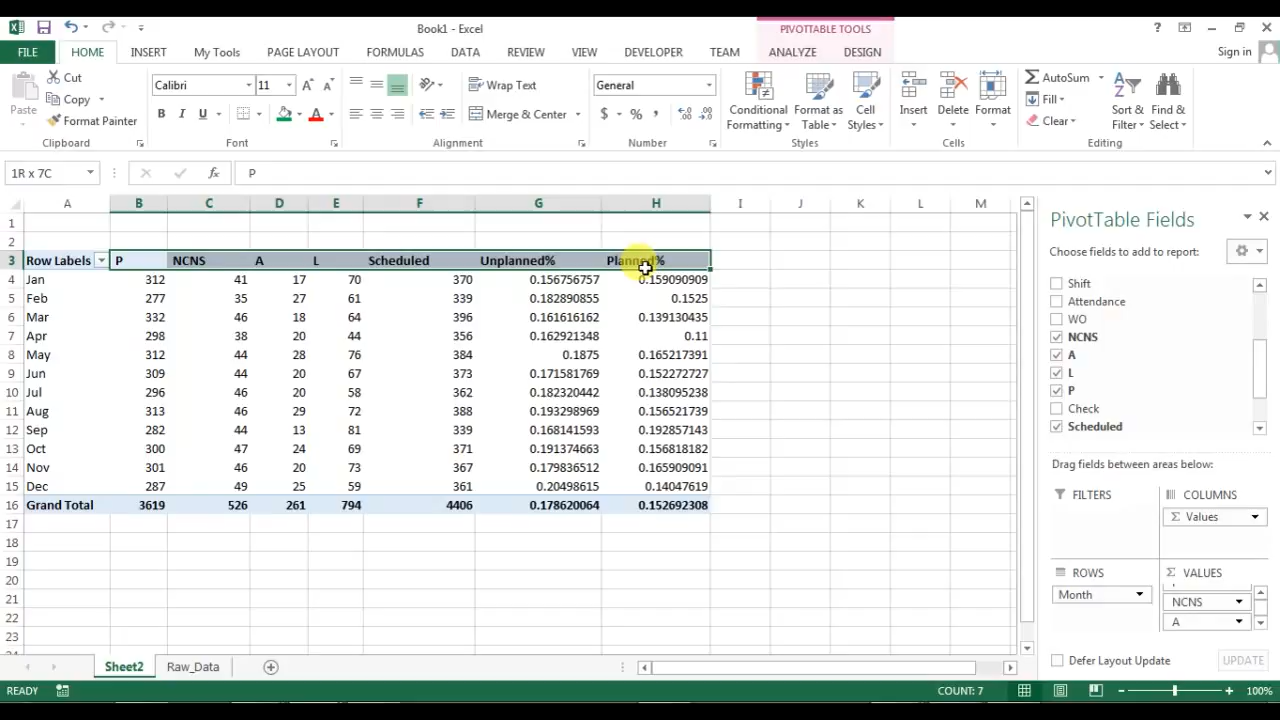 Book1 - Excel
PIVOTTABLE TOOLS
?
FILE HOME INSERT My Tools PAGE LAYOUT FORMULAS DATA REVIEW VIEW DEVELOPER TEAM ANALYZE DESIGN Sign in
Paste
Cut
Copy
Format Painter
Clipboard
Calibri 11
B I U
Font
Wrap Text
Merge & Center
Alignment
General
$ % ,
Number
Conditional Formatting
Format as Table
Cell Styles
Styles
Insert Delete Format
Cells
AutoSum
Fill
Clear
Sort & Filter
Find & Select
Editing
1R x 7C fx P
A B C D E F G H I J K L M
1
2
3 Row Labels P NCNS A L Scheduled Unplanned% Planned%
4 Jan 312 41 17 70 370 0.156756757 0.159090909
5 Feb 277 35 27 61 339 0.182890855 0.1525
6 Mar 332 46 18 64 396 0.161616162 0.139130435
7 Apr 298 38 20 44 356 0.162921348 0.11
8 May 312 44 28 76 384 0.1875 0.165217391
9 Jun 309 44 20 67 373 0.171581769 0.152272727
10 Jul 296 46 20 58 362 0.182320442 0.138095238
11 Aug 313 46 29 72 388 0.193298969 0.156521739
12 Sep 282 44 13 81 339 0.168141593 0.192857143
13 Oct 300 47 24 69 371 0.191374663 0.156818182
14 Nov 301 46 20 73 367 0.179836512 0.165909091
15 Dec 287 49 25 59 361 0.20498615 0.14047619
16 Grand Total 3619 526 261 794 4406 0.178620064 0.152692308
17
18
19
20
21
22
23
PivotTable Fields
Choose fields to add to report:
Shift
Attendance
WO
NCNS
A
L
P
Check
Scheduled
Drag fields between areas below:
FILTERS
COLUMNS
Σ Values
ROWS
Month
Σ VALUES
NCNS
A
Defer Layout Update UPDATE
Sheet2 Raw_Data
READY COUNT: 7 100%